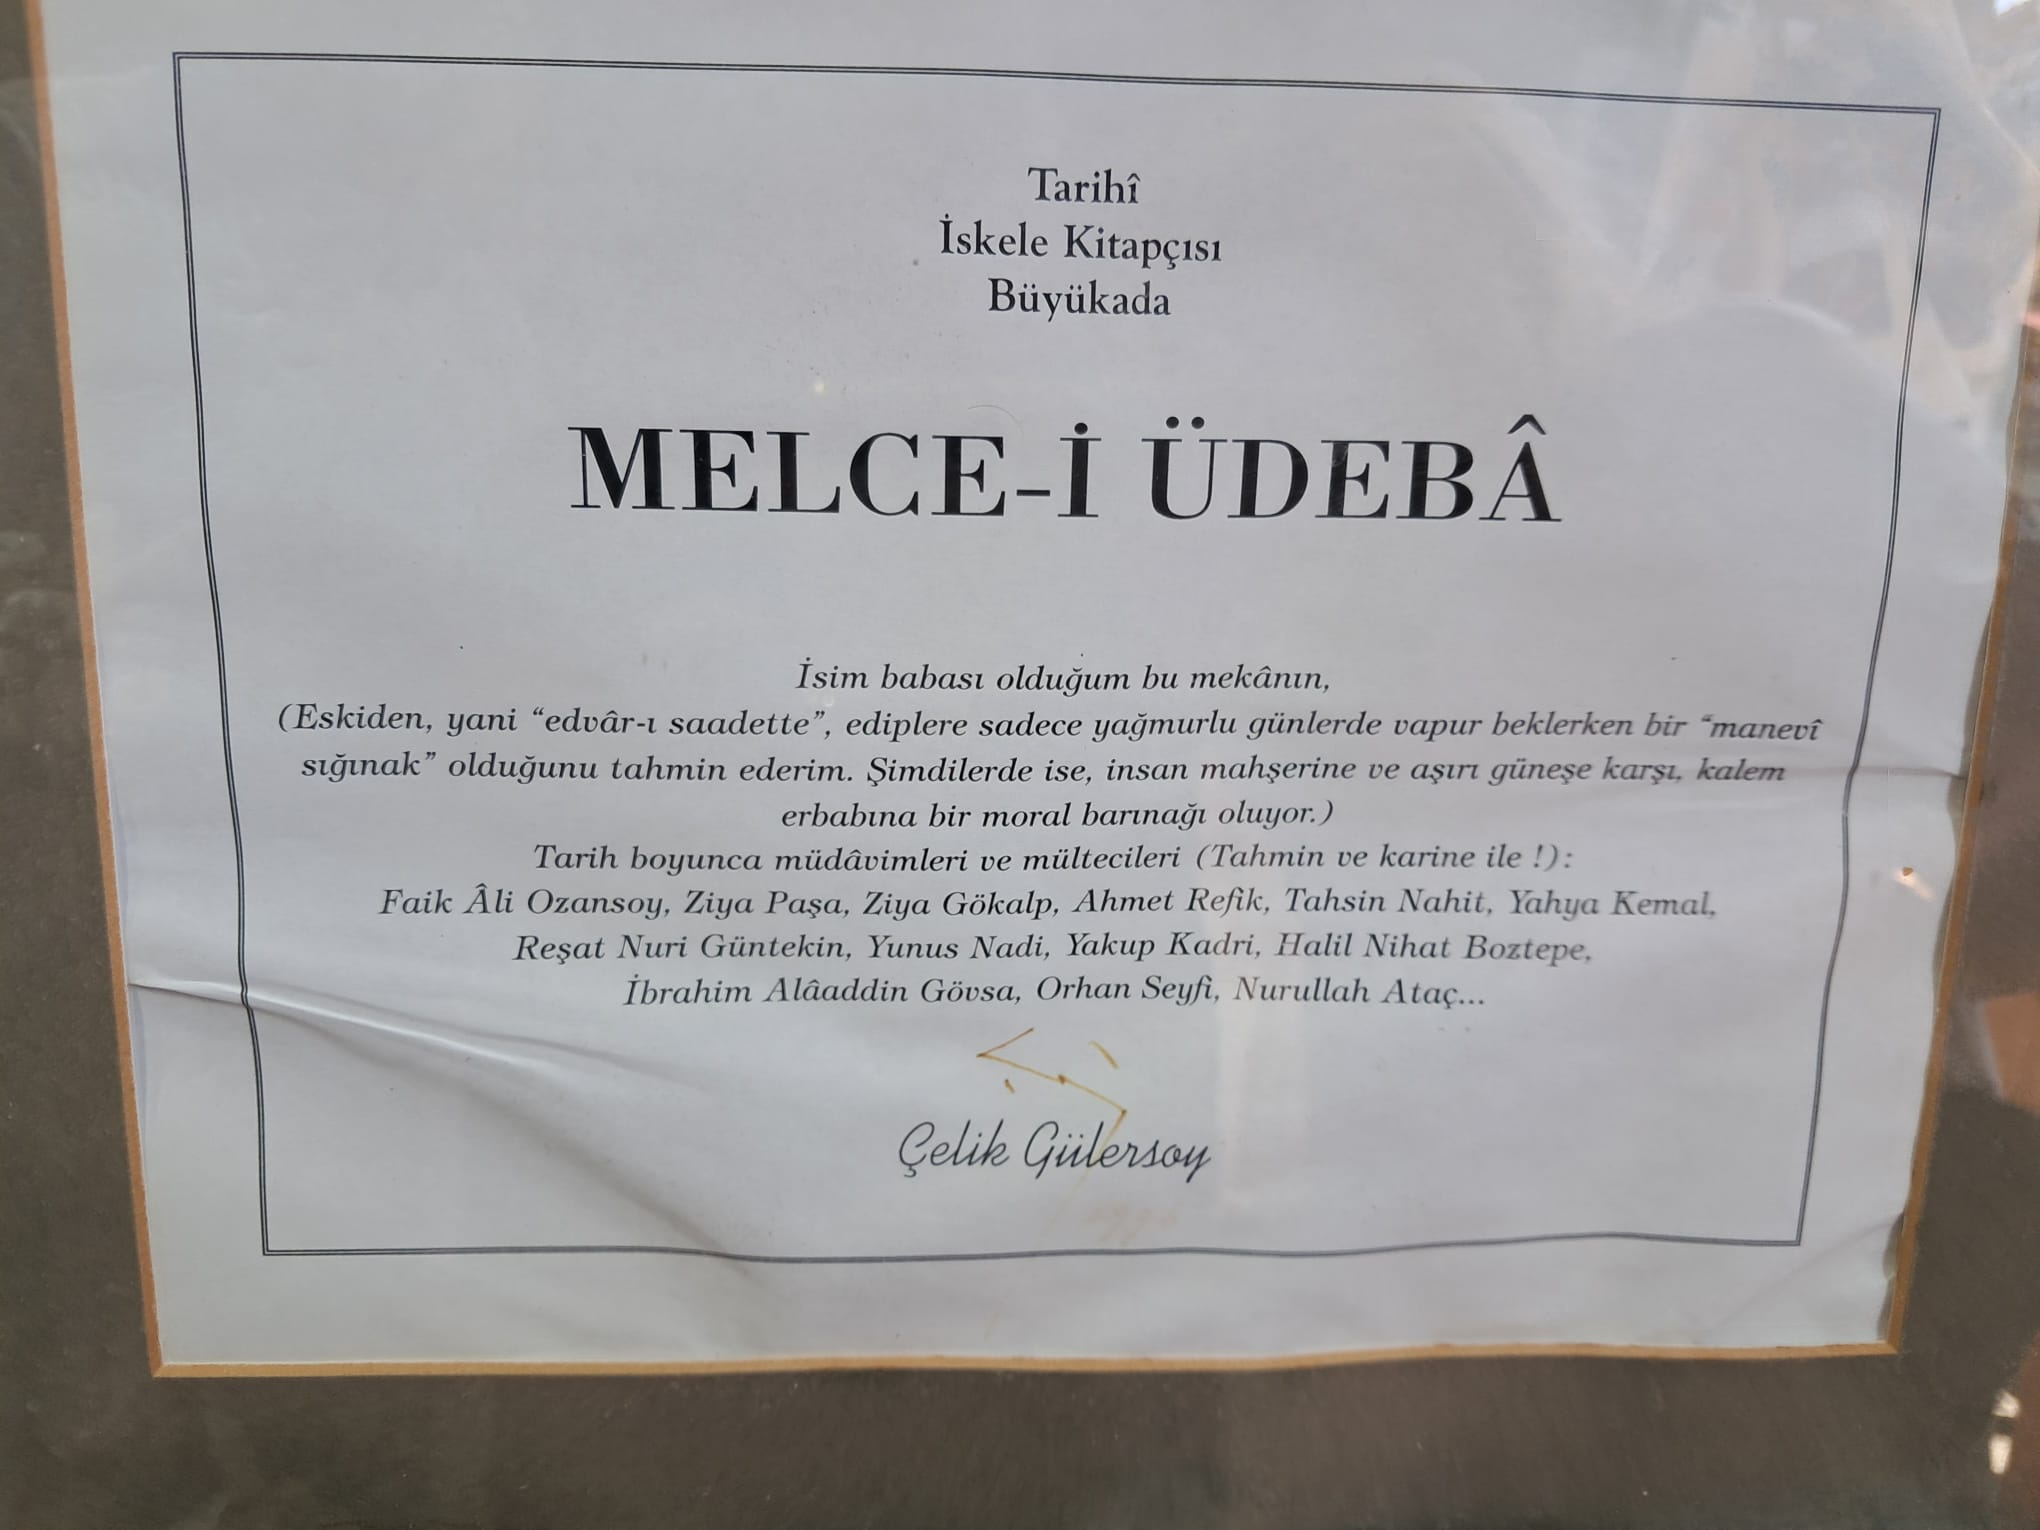 Tarihî
İskele Kitapçısı
Büyükada
MELCE-İ ÜDEBÂ
İsim babası olduğum bu mekânın,
(Eskiden, yani “edvâr-ı saadette”, ediplere sadece yağmurlu günlerde vapur beklerken bir “manevî
sığınak” olduğunu tahmin ederim. Şimdilerde ise, insan mahşerine ve aşırı güneşe karşı, kalem
erbabına bir moral barınağı oluyor.)
Tarih boyunca müdâvimleri ve mültecileri (Tahmin ve karine ile !):
Faik Âli Ozansoy, Ziya Paşa, Ziya Gökalp, Ahmet Refik, Tahsin Nahit, Yahya Kemal,
Reşat Nuri Güntekin, Yunus Nadi, Yakup Kadri, Halil Nihat Boztepe,
İbrahim Alâaddin Gövsa, Orhan Seyfi, Nurullah Ataç...
Çelik Gülersoy